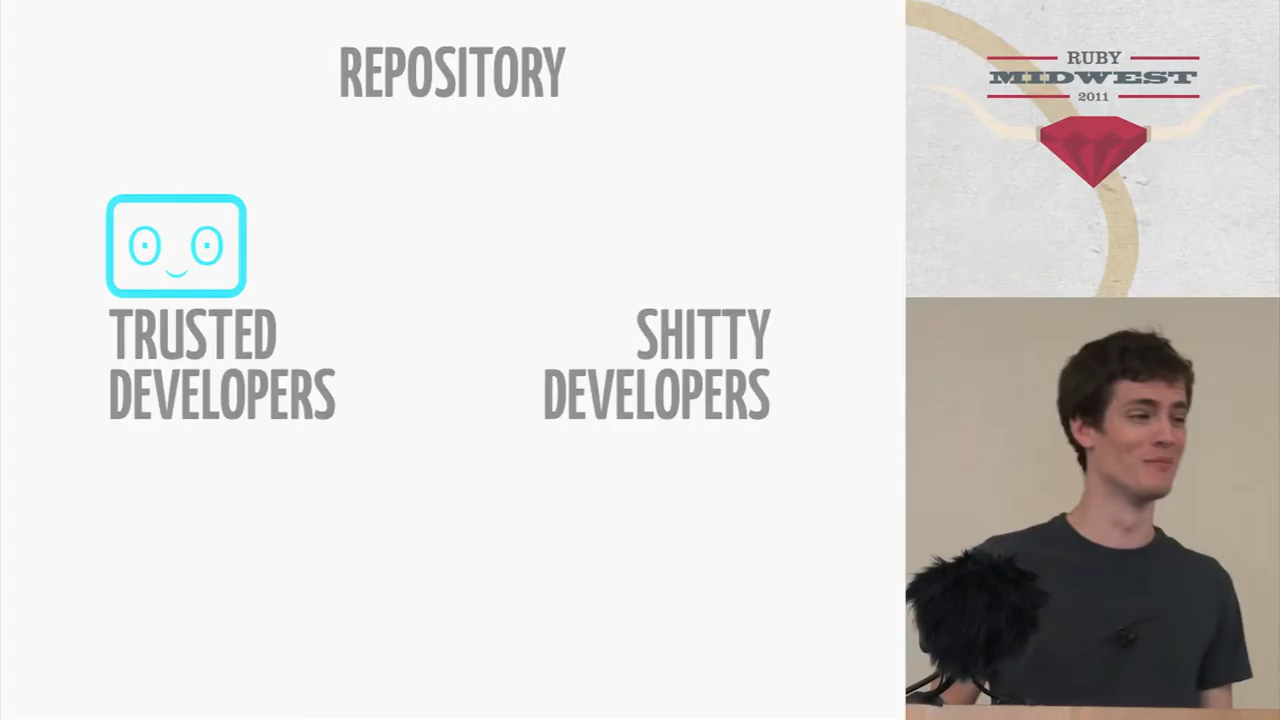 REPOSITORY
TRUSTED
DEVELOPERS
SHITTY
DEVELOPERS
RUBY
MIDWEST
2011